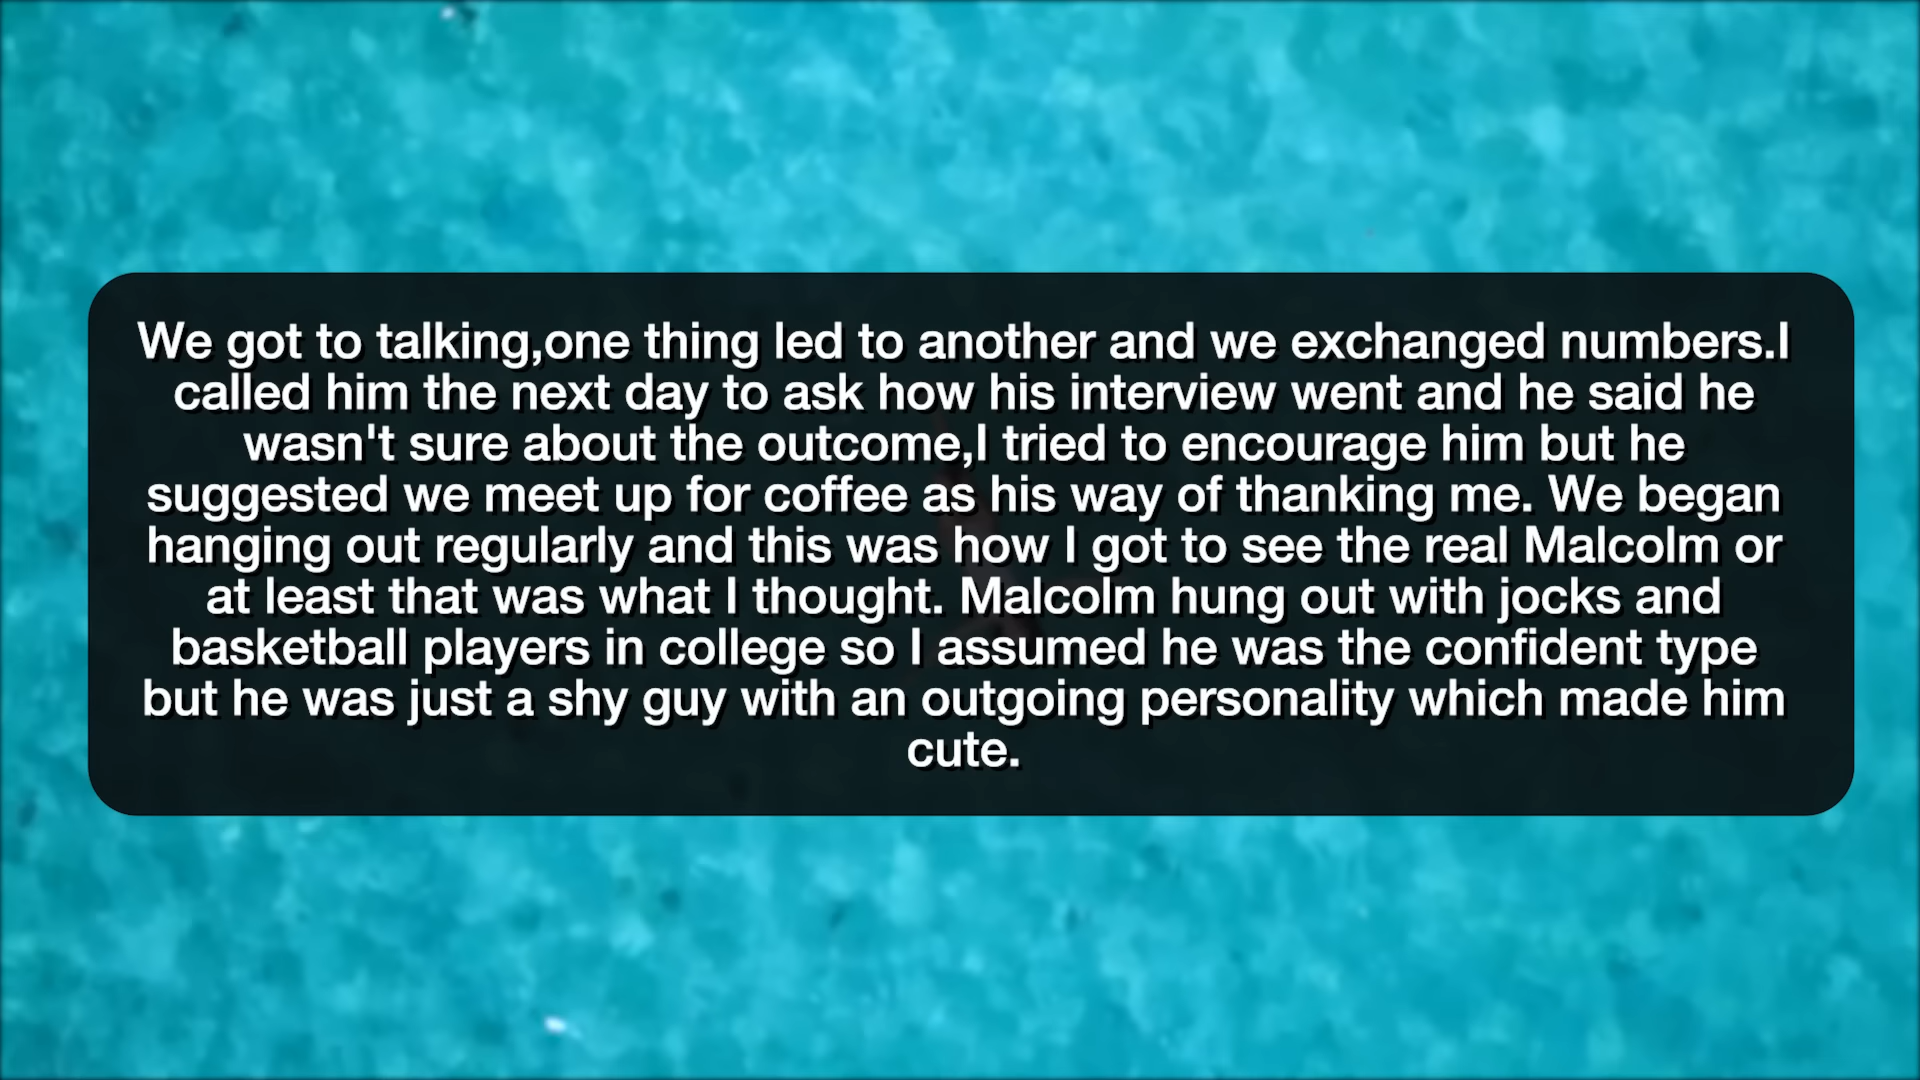 We got to talking,one thing led to another and we exchanged numbers.I
called him the next day to ask how his interview went and he said he
wasn't sure about the outcome,I tried to encourage him but he
suggested we meet up for coffee as his way of thanking me. We began
hanging out regularly and this was how I got to see the real Malcolm or
at least that was what I thought. Malcolm hung out with jocks and
basketball players in college so I assumed he was the confident type
but he was just a shy guy with an outgoing personality which made him
cute.